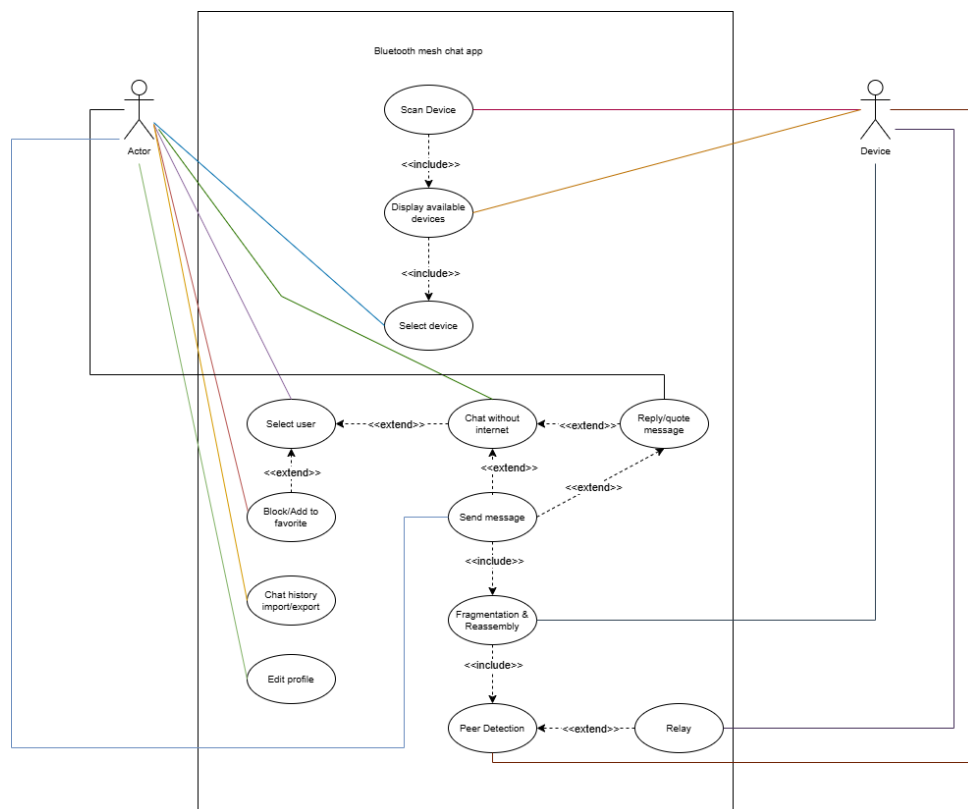 Bluetooth mesh chat app
Scan Device
Actor
Device
<<include>>
Display available
devices
<<include>>
Select device
Select user
<<extend>>
Chat without
internet
<<extend>>
Reply/quote
message
<<extend>>
<<extend>>
<<extend>>
Block/Add to
favorite
Send message
<<include>>
Chat history
import/export
Fragmentation &
Reassembly
<<include>>
Edit profile
Peer Detection
<<extend>>
Relay